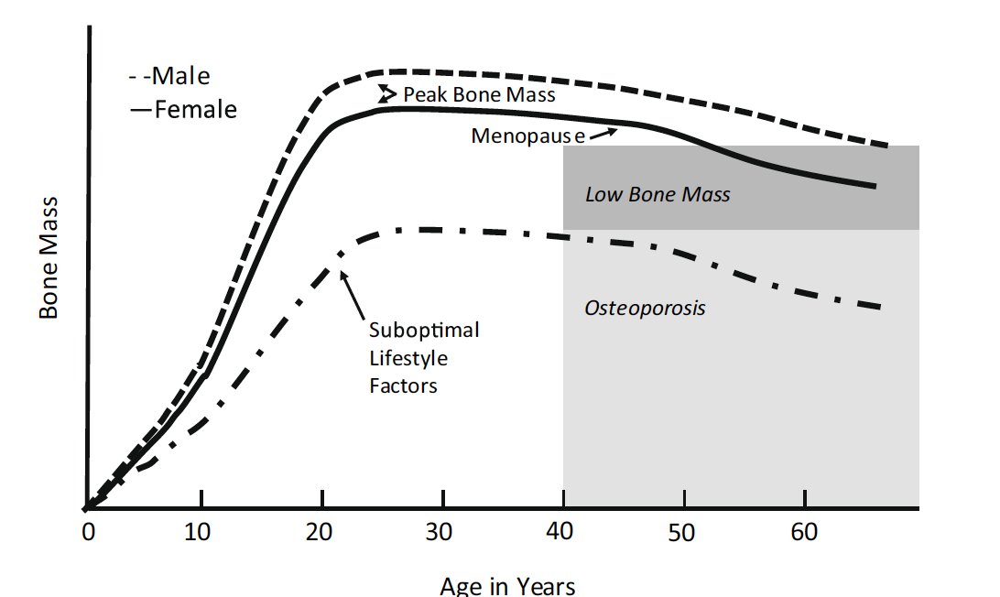 - -Male
—Female
Peak Bone Mass
Menopause
Low Bone Mass
Osteoporosis
Suboptimal
Lifestyle
Factors
Bone Mass
0 10 20 30 40 50 60
Age in Years